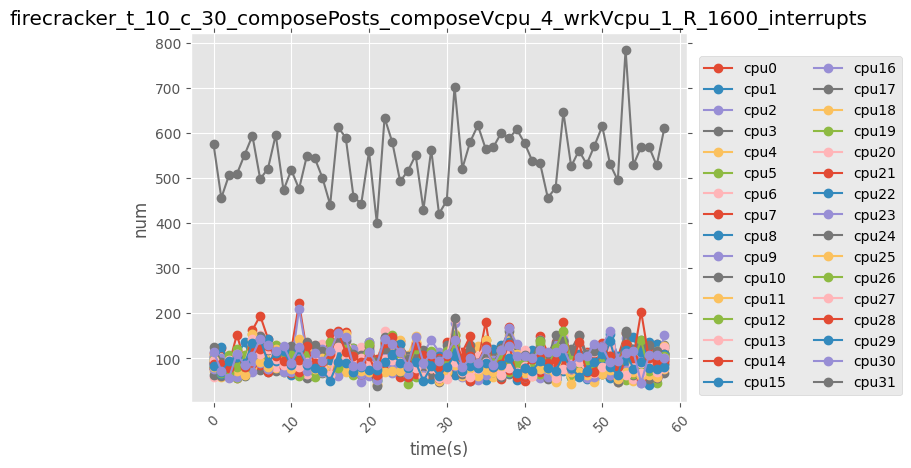 firecracker_t_10_c_30_composePosts_composeVcpu_4_wrkVcpu_1_R_1600_interrupts
800
700
600
500
400
300
200
100
num
0
10
20
30
40
50
60
time(s)
cpu0
cpu1
cpu2
cpu3
cpu4
cpu5
cpu6
cpu7
cpu8
cpu9
cpu10
cpu11
cpu12
cpu13
cpu14
cpu15
cpu16
cpu17
cpu18
cpu19
cpu20
cpu21
cpu22
cpu23
cpu24
cpu25
cpu26
cpu27
cpu28
cpu29
cpu30
cpu31